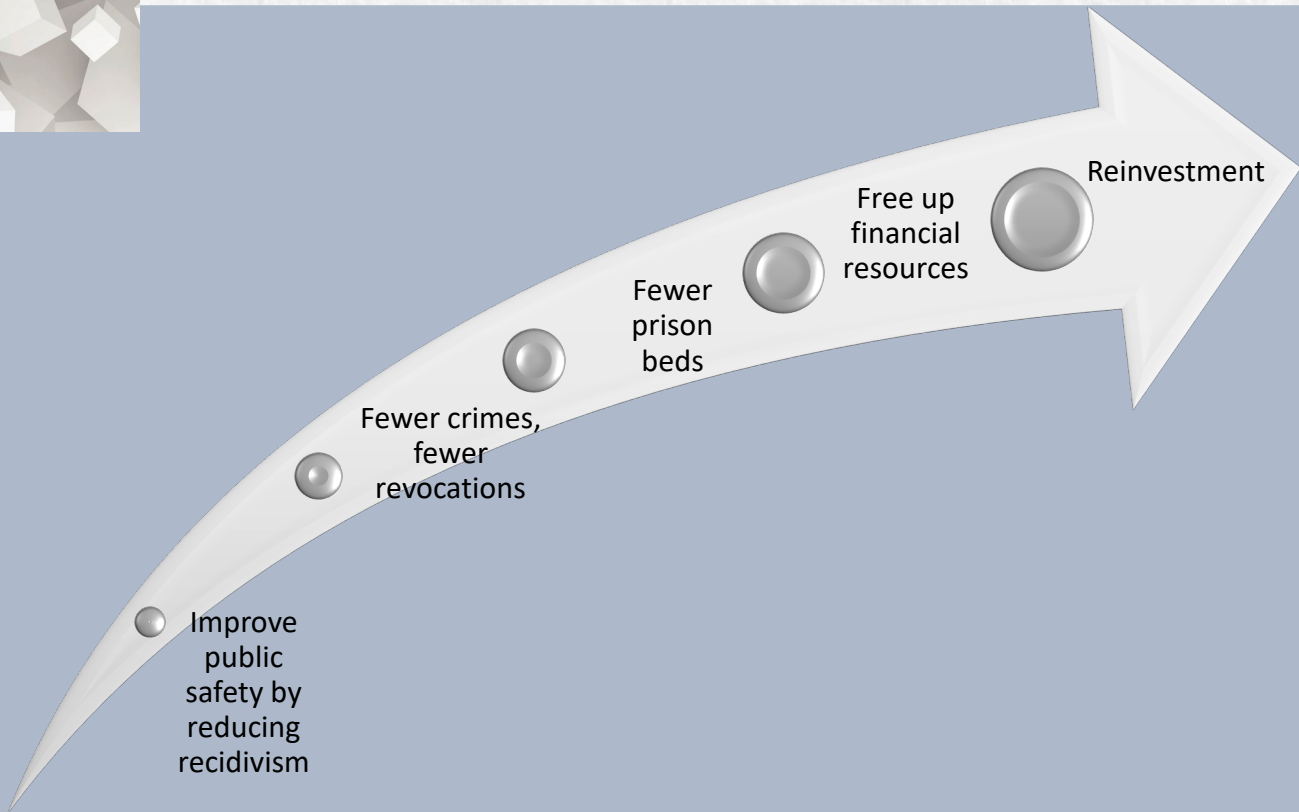 Improve
public
safety by
reducing
recidivism
Fewer crimes,
fewer
revocations
Fewer
prison
beds
Free up
financial
resources
Reinvestment